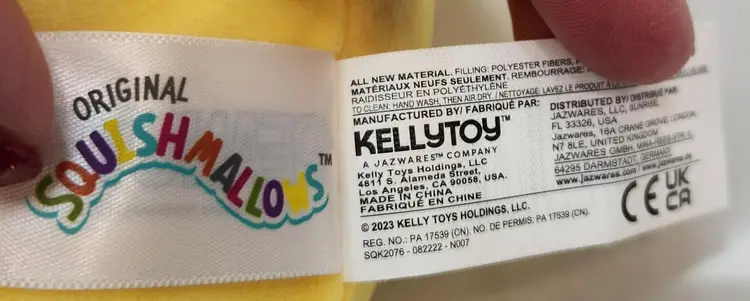 ORIGINAL
SQUISHMALLOWS™
ALL NEW MATERIAL. FILLING: POLYESTER FIBERS,
MATÉRIAUX NEUFS SEULEMENT. REMBOURRAGE:
RAIDISSEUR EN POLYÉTHYLÈNE
TO CLEAN: HAND WASH, THEN AIR DRY./ NETTOYAGE: LAVEZ LE PRODUIT À
MANUFACTURED BY/ FABRIQUÉ PAR:
KELLYTOY™
A JAZWARES™ COMPANY
Kelly Toys Holdings, LLC
4811 S. Alameda Street,
Los Angeles, CA 90058, USA.
MADE IN CHINA
FABRIQUÉ EN CHINE
DISTRIBUTED BY/ DISTRIBUÉ PAR:
JAZWARES, LLC, SUNRISE,
FL 33326, USA
Jazwares, 16A CRANE GROVE, LONDON,
N7 8LE, UNITED KINGDOM
JAZWARES GMBH,
64295 DARMSTADT, GERMANY
www.jazwares.com
© 2023 KELLY TOYS HOLDINGS, LLC.
REG. NO.: PA 17539 (CN). NO. DE PERMIS: PA 17539 (CN)
SQK2076 - 082222 - N007
CE UK
CA